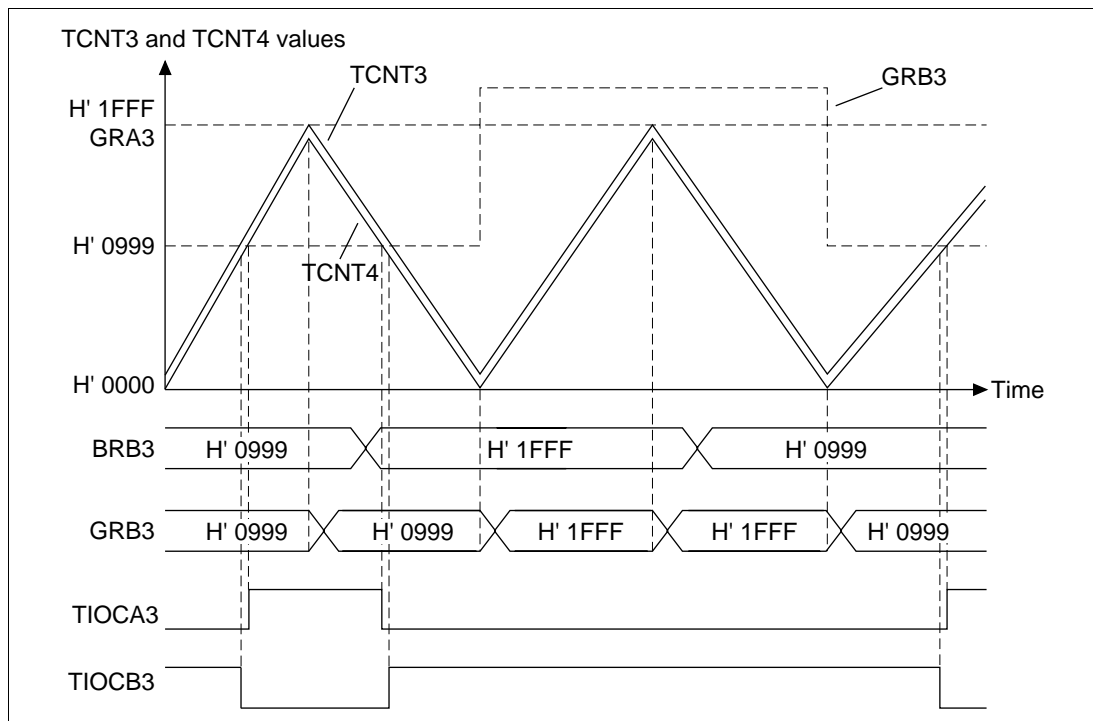 TCNT3 and TCNT4 values
TCNT3
GRB3
H' 1FFF
GRA3
H' 0999
TCNT4
H' 0000
Time
BRB3
H' 0999
H' 1FFF
H' 0999
GRB3
H' 0999
H' 0999
H' 1FFF
H' 1FFF
H' 0999
TIOCA3
TIOCB3